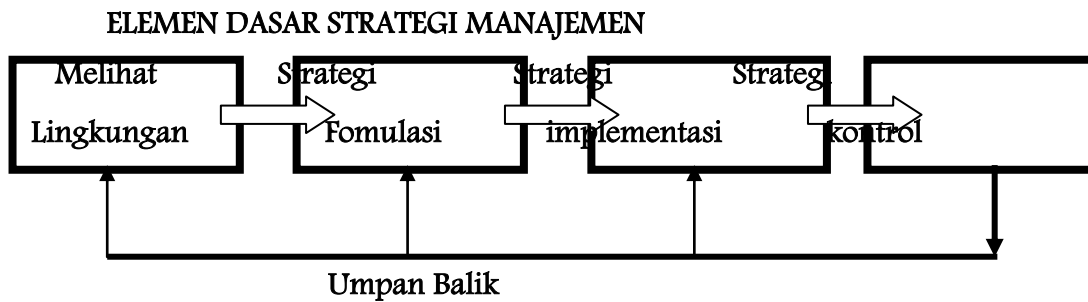 ELEMEN DASAR STRATEGI MANAJEMEN
Melihat Strategi Strategi Strategi
Lingkungan Fomulasi implementasi kontrol
Umpan Balik